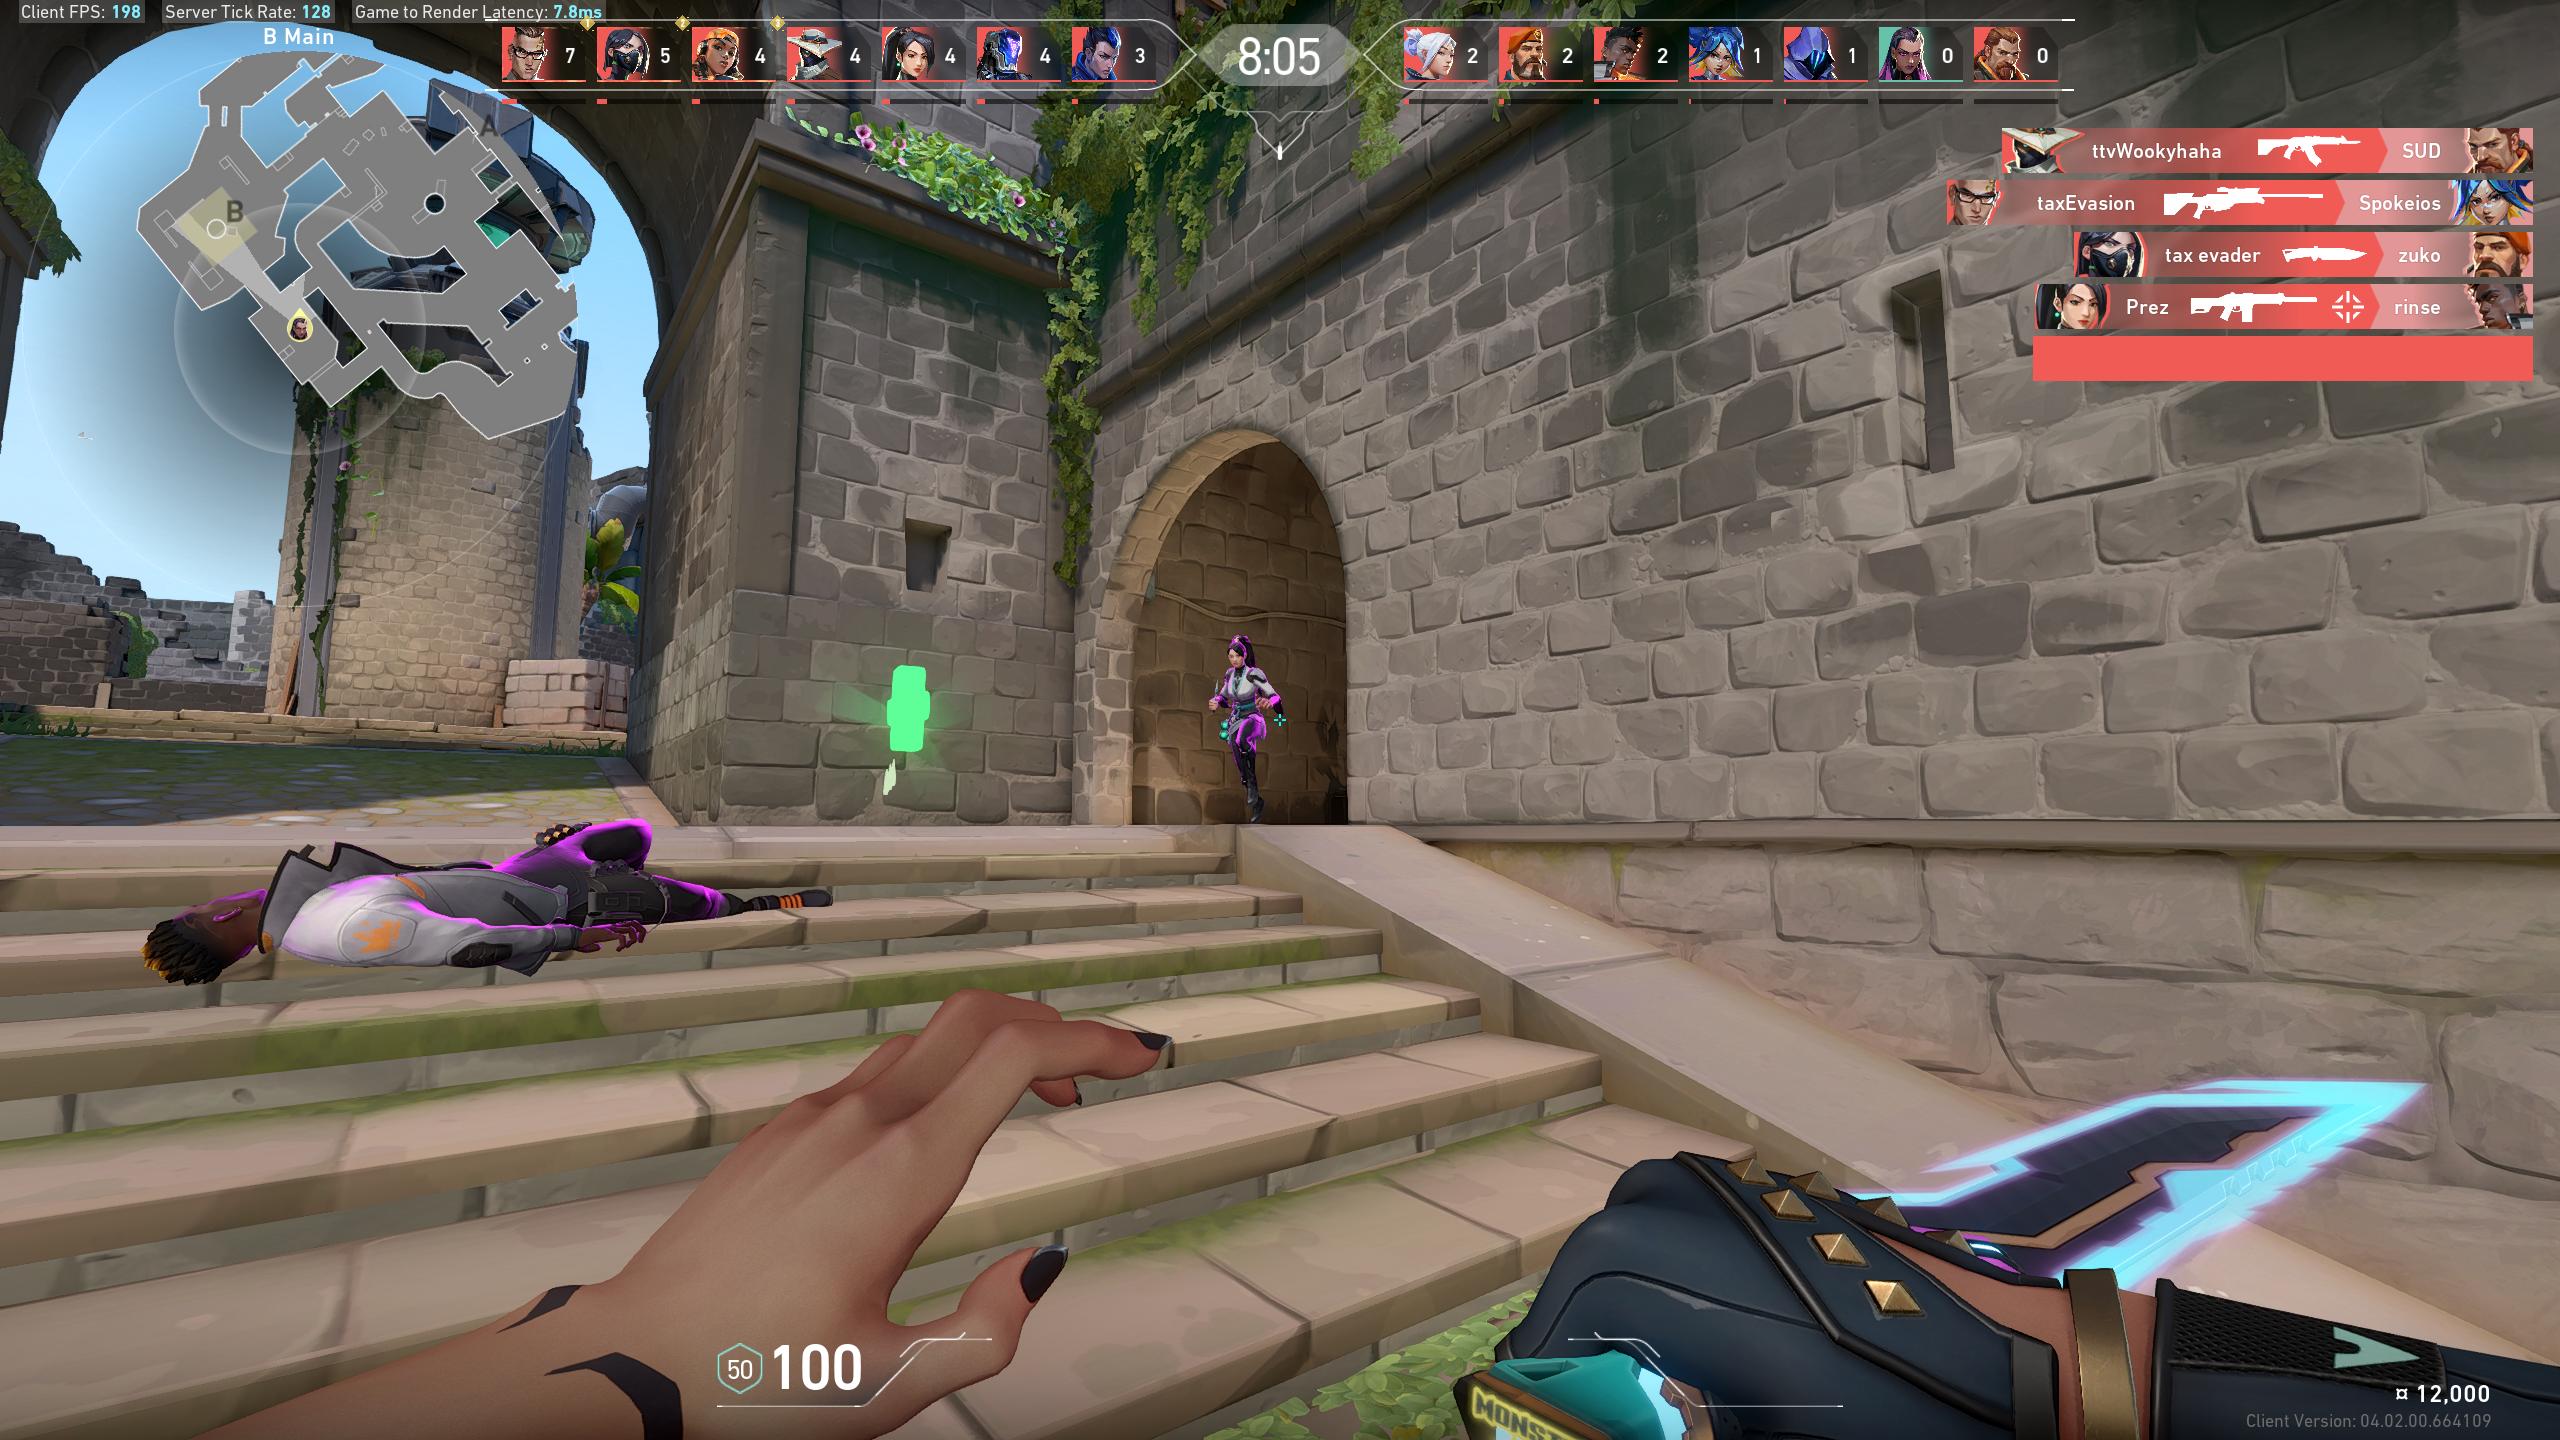 Client FPS: 198 Server Tick Rate: 128 Game to Render Latency: 7.8ms
B Main
7 5 4 4 4 4 3 8:05 2 2 2 1 1 0 0
A
B
ttvWookyhaha SUD
taxEvasion Spokeios
tax evader zuko
Prez rinse
50 100
MONST
¤ 12,000
Client Version: 04.02.00.664109